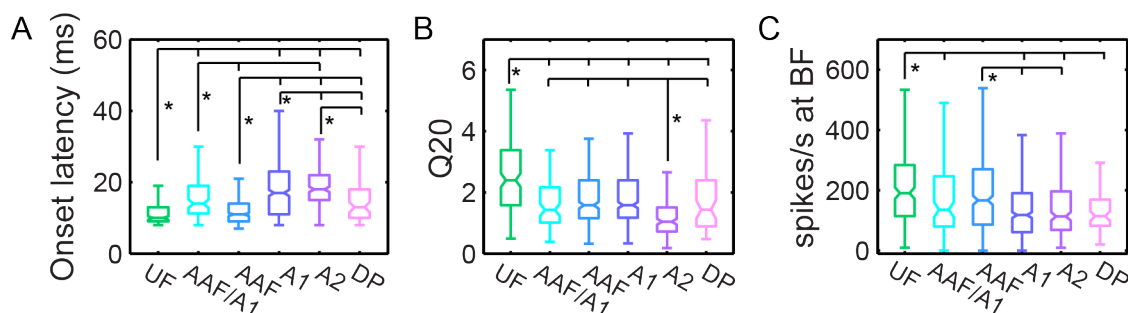 A
Onset latency (ms)
60
40
20
0
*
*
*
*
*
UF
AAF/A1
AAF
A1
A2
DP
B
Q20
6
4
2
0
*
*
UF
AAF/A1
AAF
A1
A2
DP
C
spikes/s at BF
600
400
200
0
*
*
UF
AAF/A1
AAF
A1
A2
DP